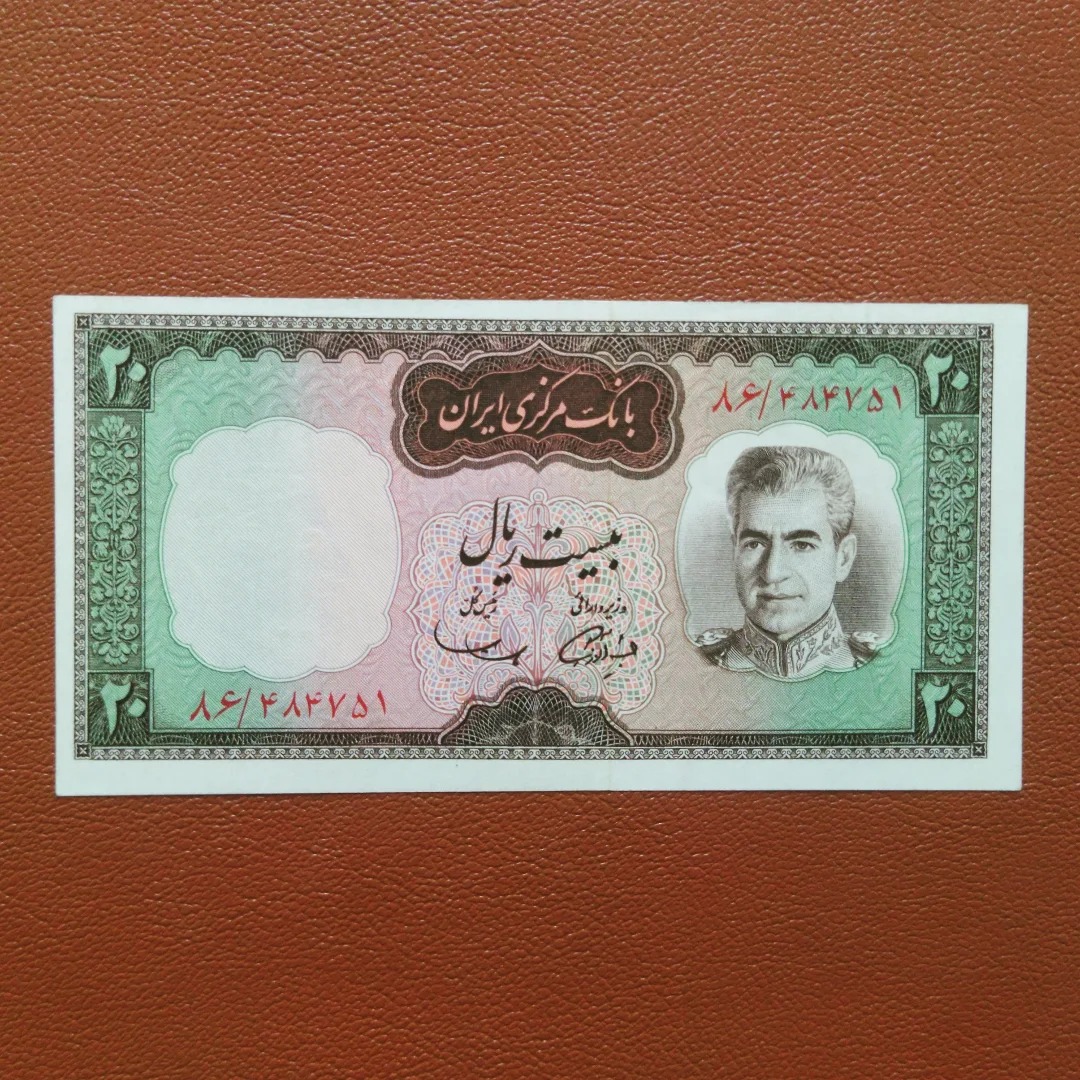 ۲۰
۲۰
بانک مرکزی ایران
۸۶/۴۸۴۷۵۱
بیست ریال
وزیر دارائی
رئیس کل
۸۶/۴۸۴۷۵۱
۲۰
۲۰